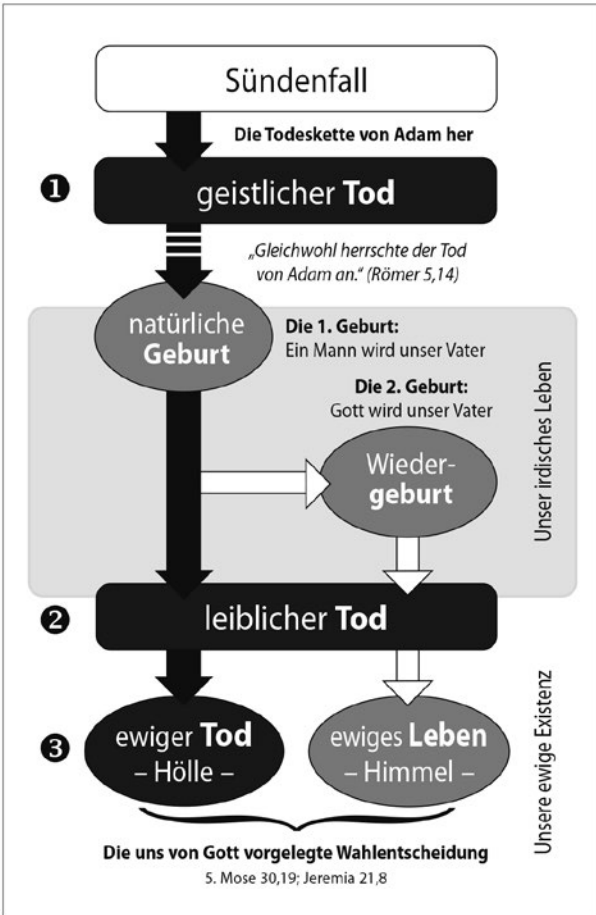 Sündenfall
Die Todeskette von Adam her
❶
geistlicher Tod
„Gleichwohl herrschte der Tod
von Adam an.“ (Römer 5,14)
natürliche
Geburt
Die 1. Geburt:
Ein Mann wird unser Vater
Die 2. Geburt:
Gott wird unser Vater
Wieder-
geburt
Unser irdisches Leben
❷
leiblicher Tod
❸
ewiger Tod
– Hölle –
ewiges Leben
– Himmel –
Unsere ewige Existenz
Die uns von Gott vorgelegte Wahlentscheidung
5. Mose 30,19; Jeremia 21,8